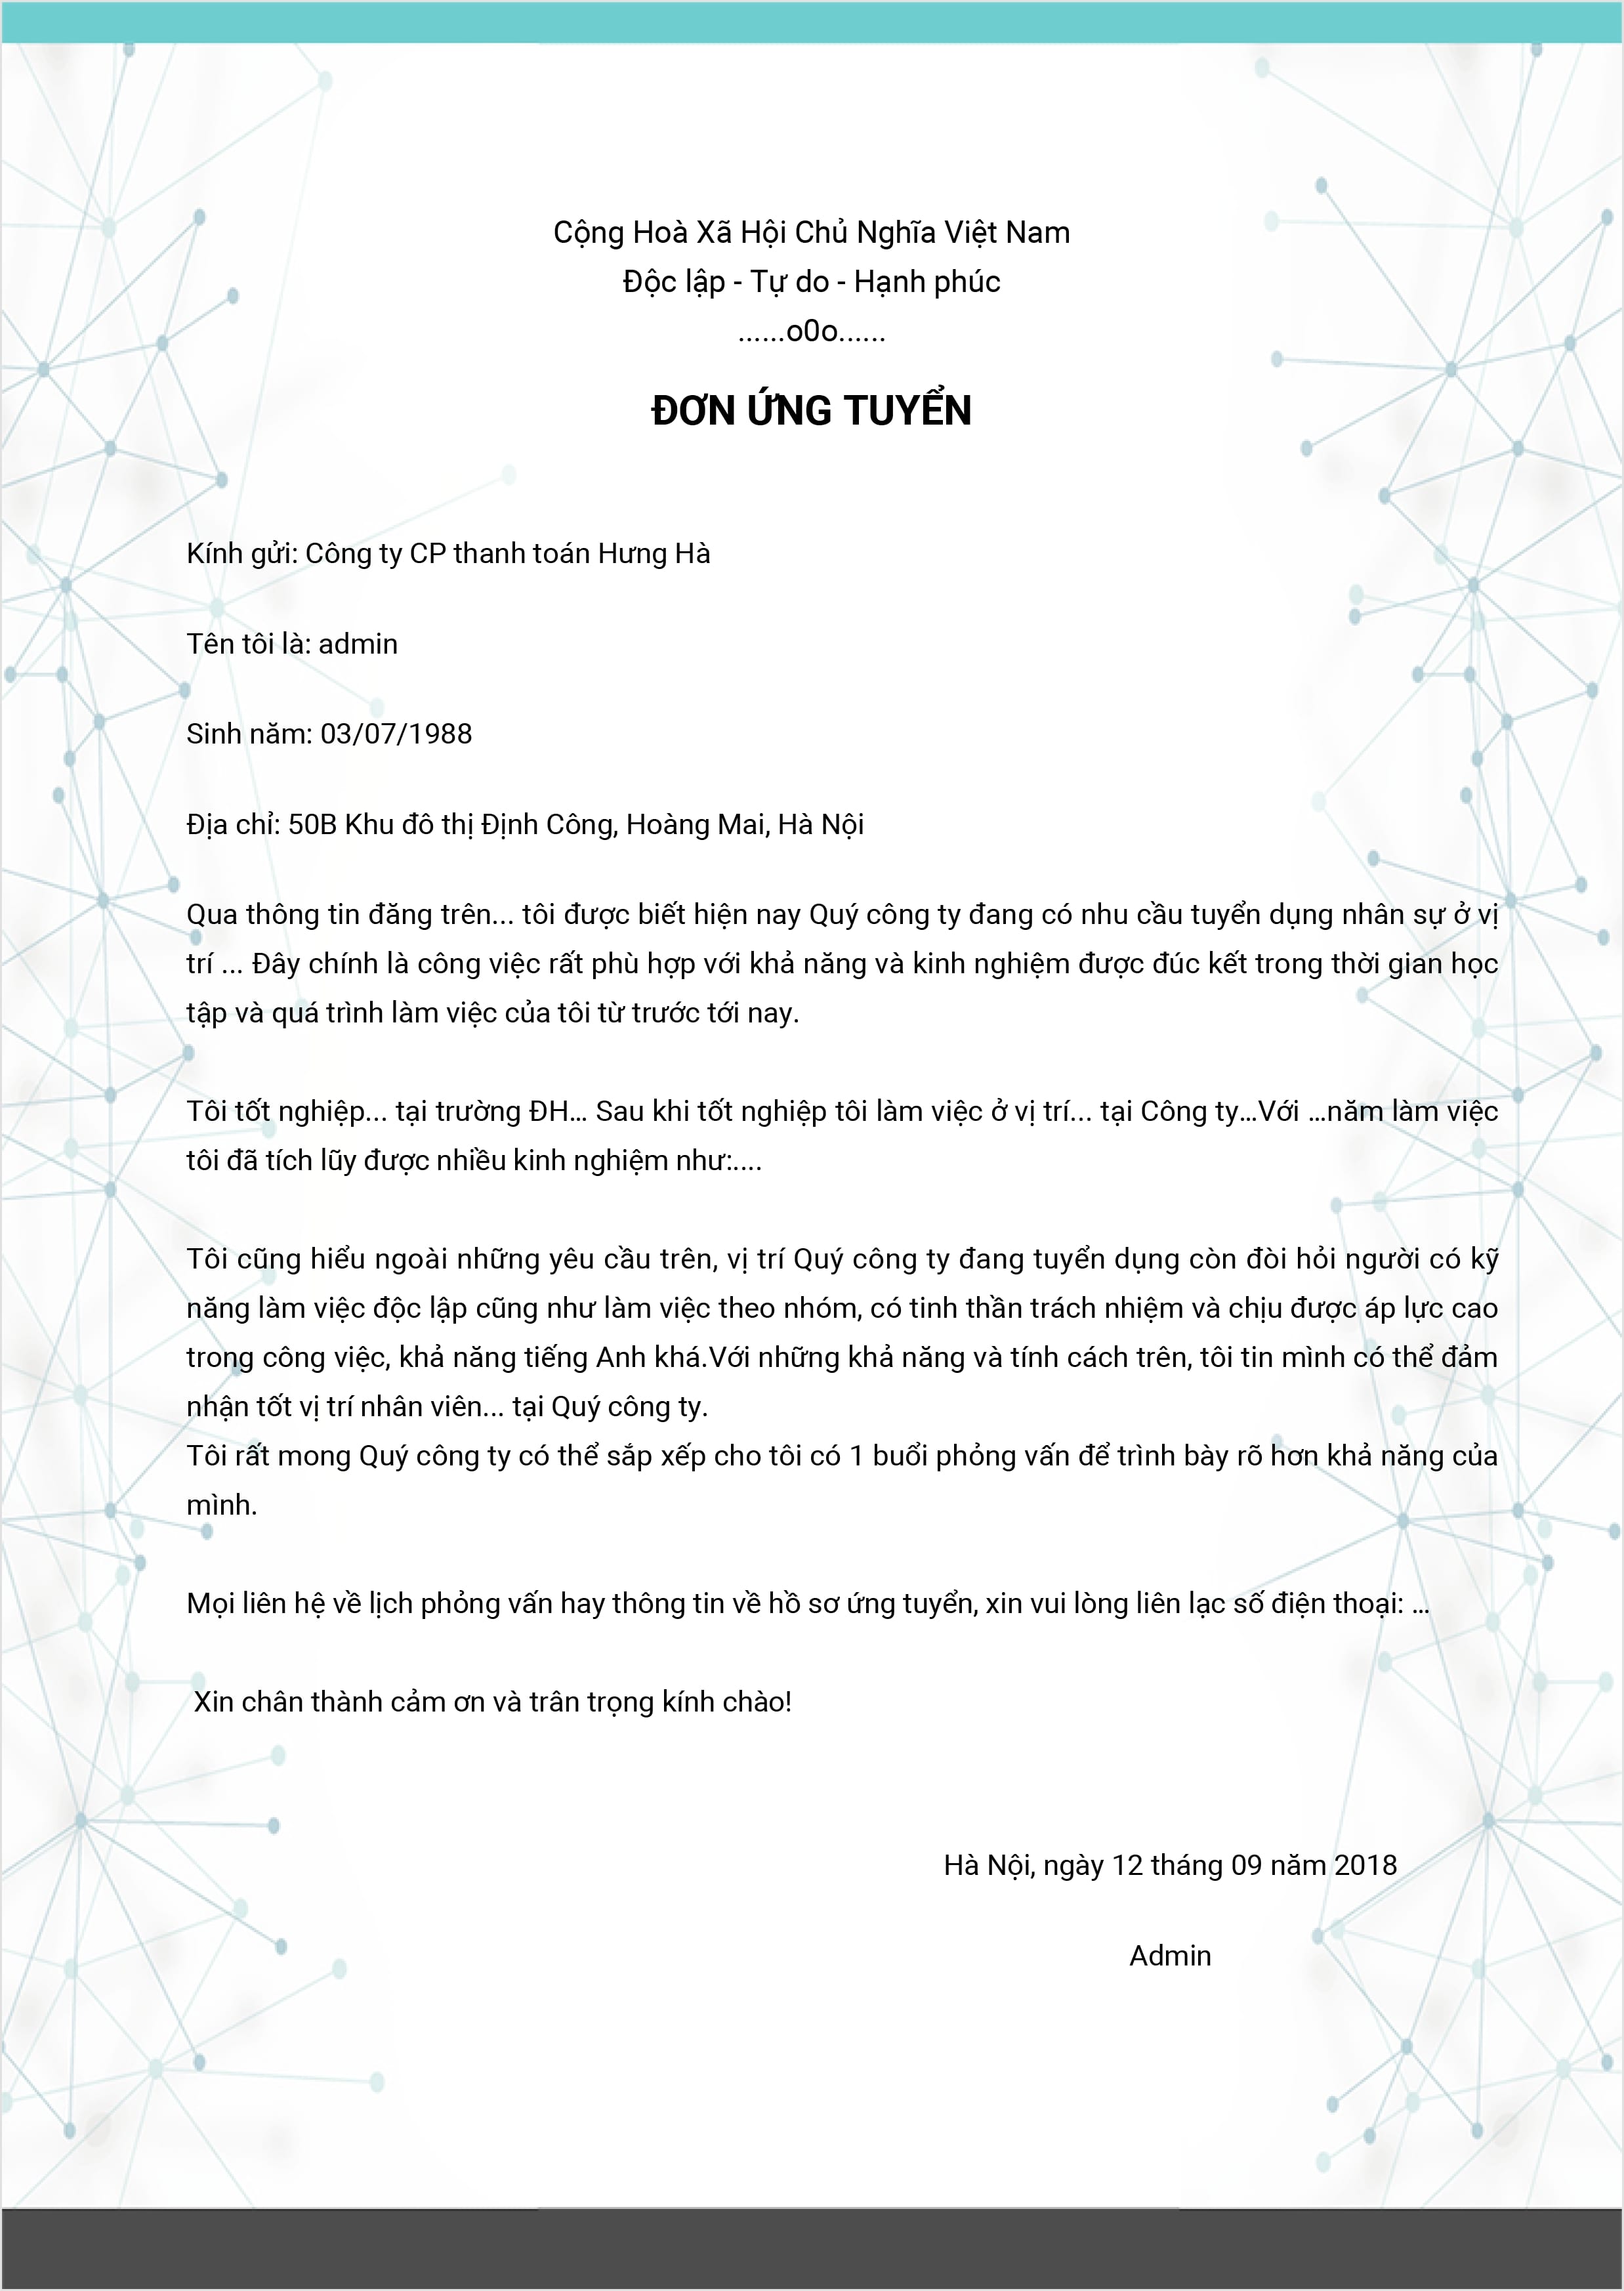 Cộng Hoà Xã Hội Chủ Nghĩa Việt Nam
Độc lập - Tự do - Hạnh phúc
......o0o......
ĐƠN ỨNG TUYỂN
Kính gửi: Công ty CP thanh toán Hưng Hà
Tên tôi là: admin
Sinh năm: 03/07/1988
Địa chỉ: 50B Khu đô thị Định Công, Hoàng Mai, Hà Nội
Qua thông tin đăng trên... tôi được biết hiện nay Quý công ty đang có nhu cầu tuyển dụng nhân sự ở vị
trí ... Đây chính là công việc rất phù hợp với khả năng và kinh nghiệm được đúc kết trong thời gian học
tập và quá trình làm việc của tôi từ trước tới nay.
Tôi tốt nghiệp... tại trường ĐH... Sau khi tốt nghiệp tôi làm việc ở vị trí... tại Công ty...Với ...năm làm việc
tôi đã tích lũy được nhiều kinh nghiệm như:....
Tôi cũng hiểu ngoài những yêu cầu trên, vị trí Quý công ty đang tuyển dụng còn đòi hỏi người có kỹ
năng làm việc độc lập cũng như làm việc theo nhóm, có tinh thần trách nhiệm và chịu được áp lực cao
trong công việc, khả năng tiếng Anh khá.Với những khả năng và tính cách trên, tôi tin mình có thể đảm
nhận tốt vị trí nhân viên... tại Quý công ty.
Tôi rất mong Quý công ty có thể sắp xếp cho tôi có 1 buổi phỏng vấn để trình bày rõ hơn khả năng của
mình.
Mọi liên hệ về lịch phỏng vấn hay thông tin về hồ sơ ứng tuyển, xin vui lòng liên lạc số điện thoại: ...
Xin chân thành cảm ơn và trân trọng kính chào!
Hà Nội, ngày 12 tháng 09 năm 2018
Admin